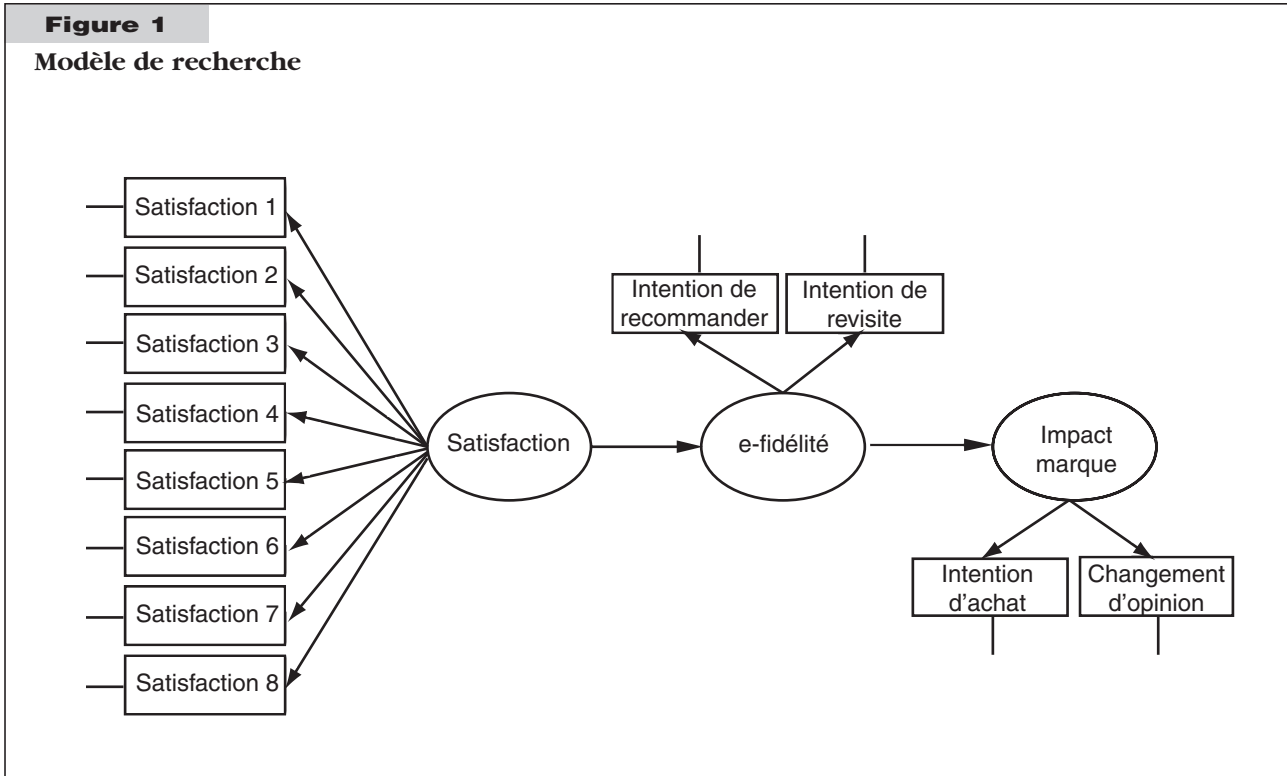 Figure 1
Modèle de recherche
Satisfaction 1
Satisfaction 2
Satisfaction 3
Satisfaction 4
Satisfaction 5
Satisfaction 6
Satisfaction 7
Satisfaction 8
Satisfaction
Intention de
recommander
Intention de
revisite
e-fidélité
Impact
marque
Intention
d'achat
Changement
d'opinion